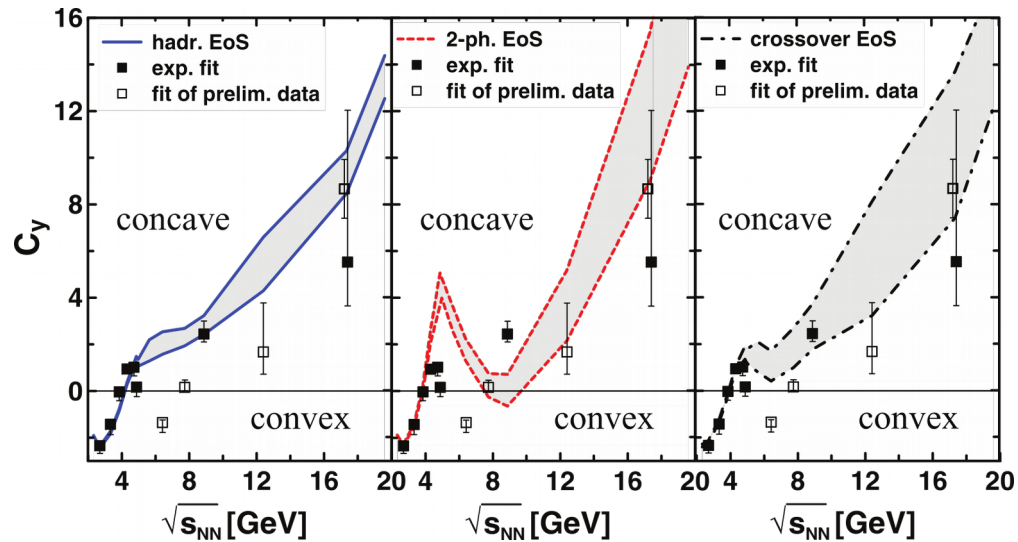 16
12
8
4
0
C_y
hadr. EoS
exp. fit
fit of prelim. data
concave
convex
4 8 12 16 20
√s_NN [GeV]
2-ph. EoS
exp. fit
fit of prelim. data
concave
convex
4 8 12 16 20
√s_NN [GeV]
crossover EoS
exp. fit
fit of prelim. data
concave
convex
4 8 12 16 20
√s_NN [GeV]